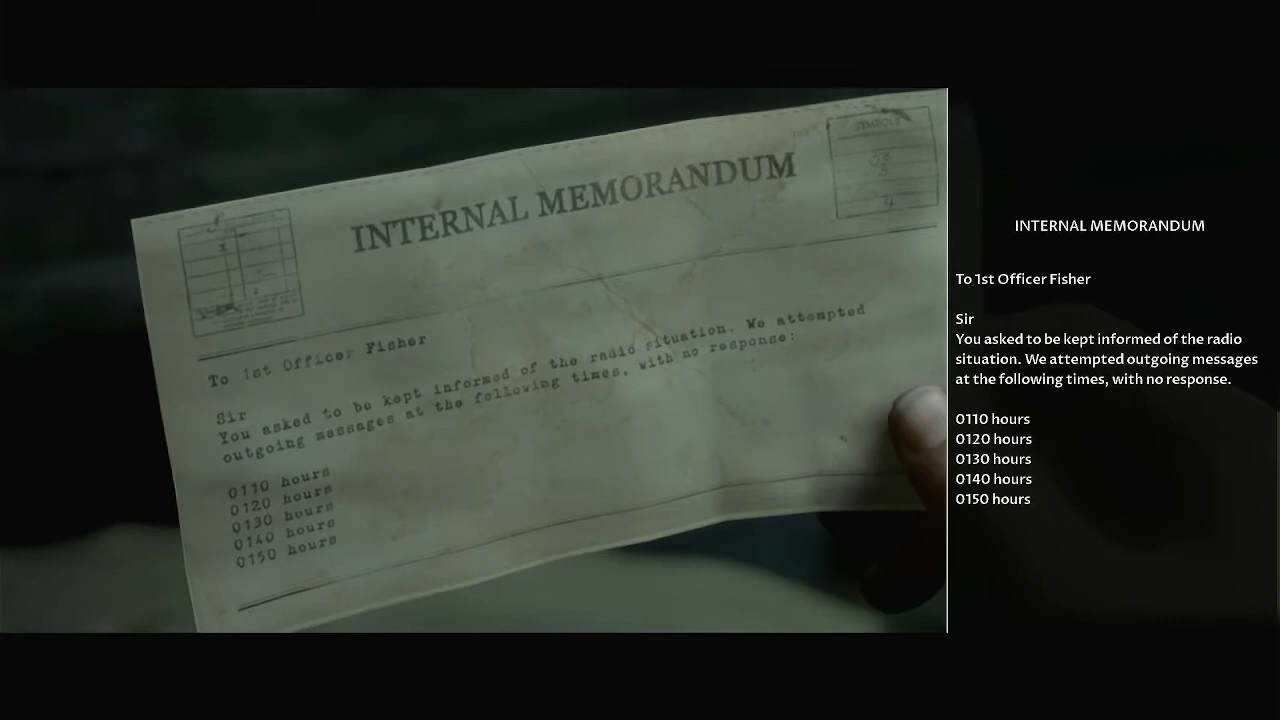 INTERNAL MEMORANDUM
To 1st Officer Fisher
Sir
You asked to be kept informed of the radio situation. We attempted
outgoing messages at the following times, with no response:
0110 hours
0120 hours
0130 hours
0140 hours
0150 hours
INTERNAL MEMORANDUM
To 1st Officer Fisher
Sir
You asked to be kept informed of the radio
situation. We attempted outgoing messages
at the following times, with no response.
0110 hours
0120 hours
0130 hours
0140 hours
0150 hours